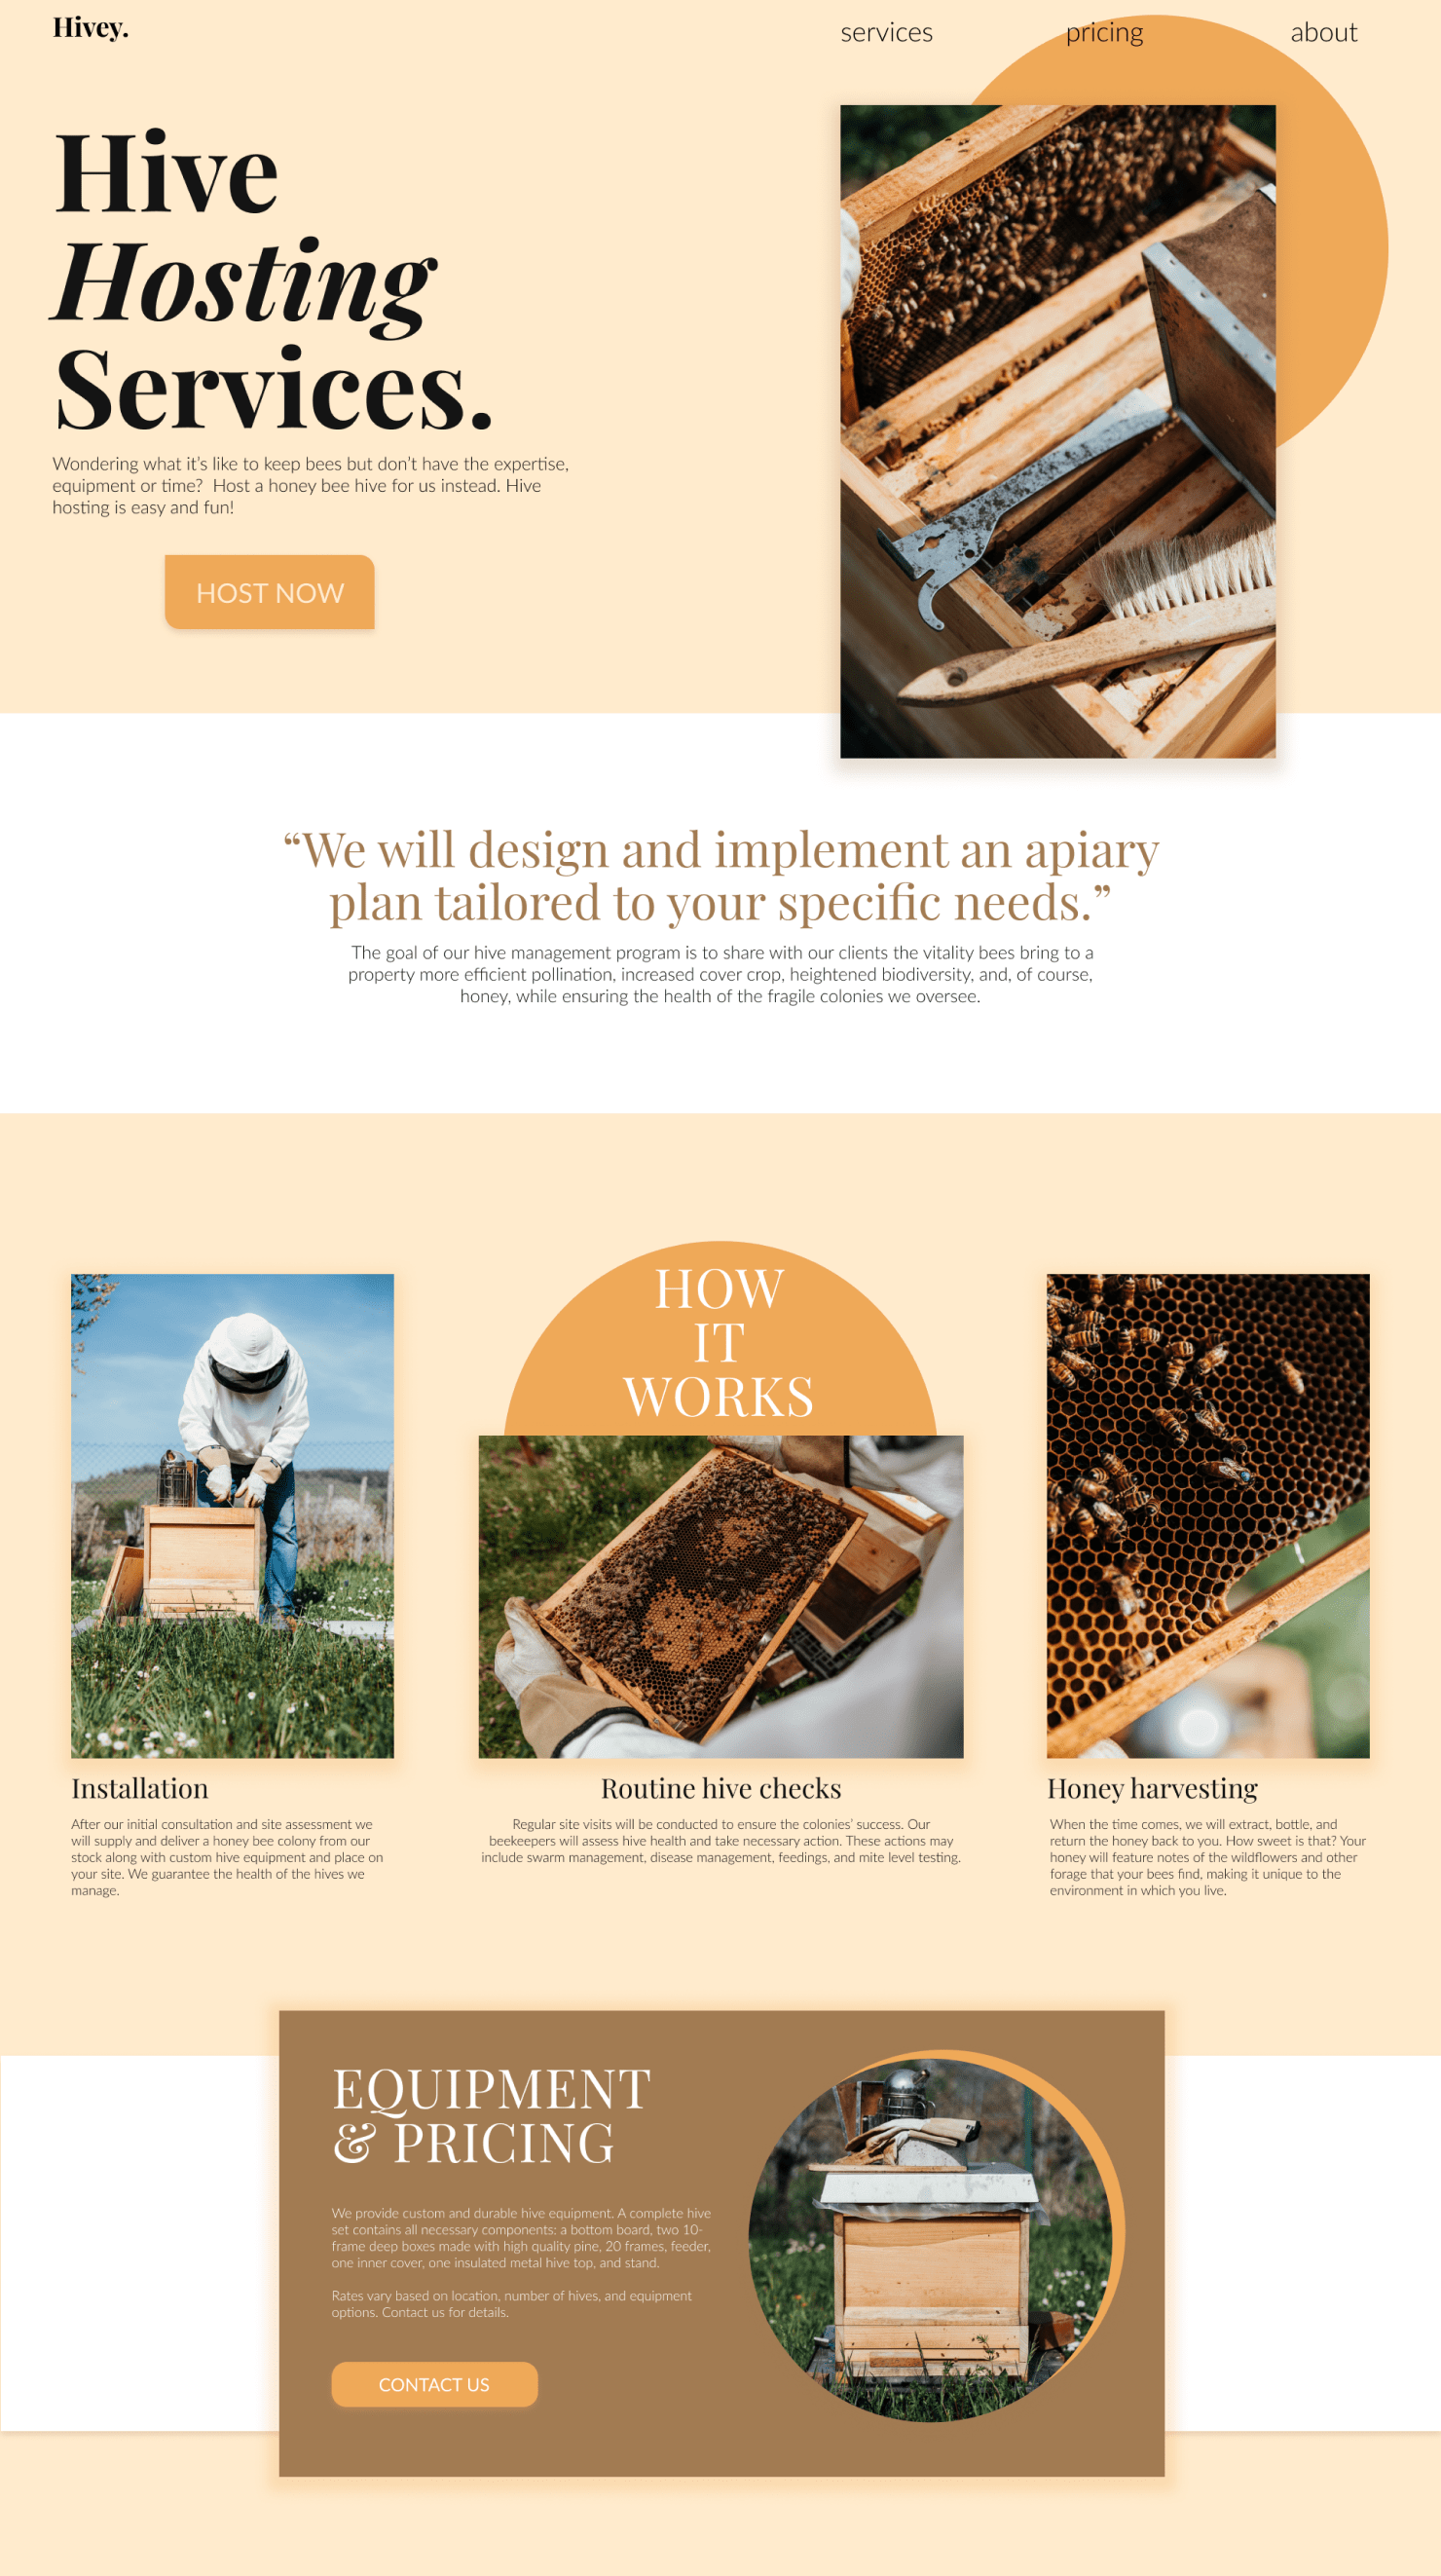 Hivey.
services pricing about
Hive
Hosting
Services.
Wondering what it’s like to keep bees but don’t have the expertise,
equipment or time?  Host a honey bee hive for us instead. Hive
hosting is easy and fun!
HOST NOW
“We will design and implement an apiary
plan tailored to your specific needs.”
The goal of our hive management program is to share with our clients the vitality bees bring to a
property more efficient pollination, increased cover crop, heightened biodiversity, and, of course,
honey, while ensuring the health of the fragile colonies we oversee.
HOW
IT
WORKS
Installation
After our initial consultation and site assessment we
will supply and deliver a honey bee colony from our
stock along with custom hive equipment and place on
your site. We guarantee the health of the hives we
manage.
Routine hive checks
Regular site visits will be conducted to ensure the colonies’ success. Our
beekeepers will assess hive health and take necessary action. These actions may
include swarm management, disease management, feedings, and mite level testing.
Honey harvesting
When the time comes, we will extract, bottle, and
return the honey back to you. How sweet is that? Your
honey will feature notes of the wildflowers and other
forage that your bees find, making it unique to the
environment in which you live.
EQUIPMENT
& PRICING
We provide custom and durable hive equipment. A complete hive
set contains all necessary components: a bottom board, two 10-
frame deep boxes made with high quality pine, 20 frames, feeder,
one inner cover, one insulated metal hive top, and stand.
Rates vary based on location, number of hives, and equipment
options. Contact us for details.
CONTACT US